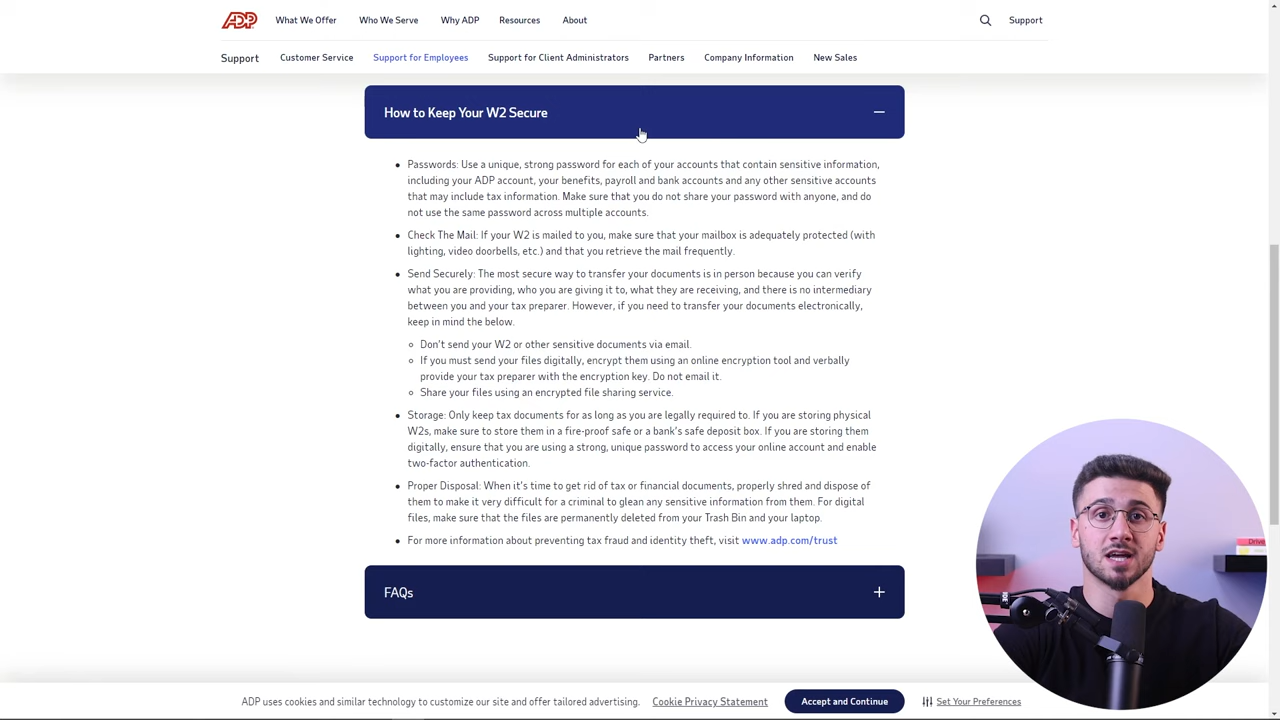 ADP What We Offer Who We Serve Why ADP Resources About Support
Support Customer Service Support for Employees Support for Client Administrators Partners Company Information New Sales
How to Keep Your W2 Secure
Passwords: Use a unique, strong password for each of your accounts that contain sensitive information,
including your ADP account, your benefits, payroll and bank accounts and any other sensitive accounts
that may include tax information. Make sure that you do not share your password with anyone, and do
not use the same password across multiple accounts.
Check The Mail: If your W2 is mailed to you, make sure that your mailbox is adequately protected (with
lighting, video doorbells, etc.) and that you retrieve the mail frequently.
Send Securely: The most secure way to transfer your documents is in person because you can verify
what you are providing, who you are giving it to, what they are receiving, and there is no intermediary
between you and your tax preparer. However, if you need to transfer your documents electronically,
keep in mind the below.
Don't send your W2 or other sensitive documents via email.
If you must send your files digitally, encrypt them using an online encryption tool and verbally
provide your tax preparer with the encryption key. Do not email it.
Share your files using an encrypted file sharing service.
Storage: Only keep tax documents for as long as you are legally required to. If you are storing physical
W2s, make sure to store them in a fire-proof safe or a bank's safe deposit box. If you are storing them
digitally, ensure that you are using a strong, unique password to access your online account and enable
two-factor authentication.
Proper Disposal: When it's time to get rid of tax or financial documents, properly shred and dispose of
them to make it very difficult for a criminal to glean any sensitive information from them. For digital
files, make sure that the files are permanently deleted from your Trash Bin and your laptop.
For more information about preventing tax fraud and identity theft, visit www.adp.com/trust
FAQs
Drive
RØDE
ADP uses cookies and similar technology to customize our site and offer tailored advertising. Cookie Privacy Statement Accept and Continue Set Your Preferences